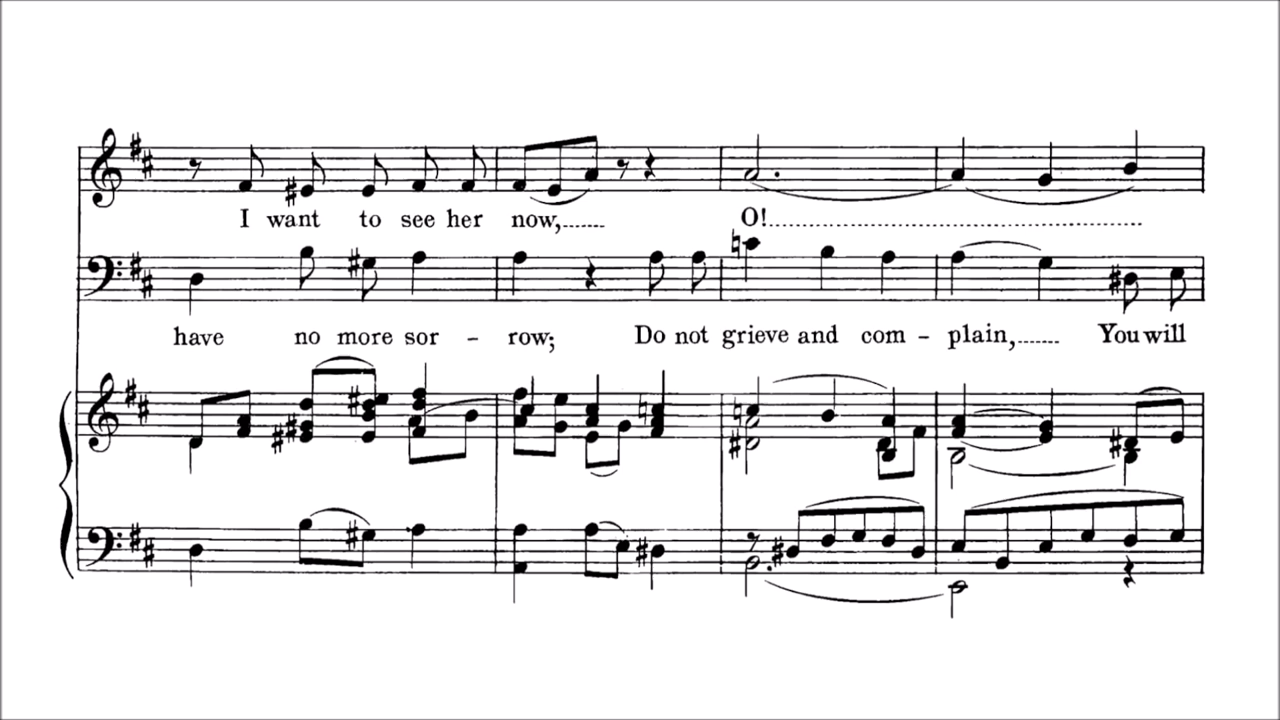 I want to see her now,...... O!......
have no more sor - row; Do not grieve and com - plain,...... You will